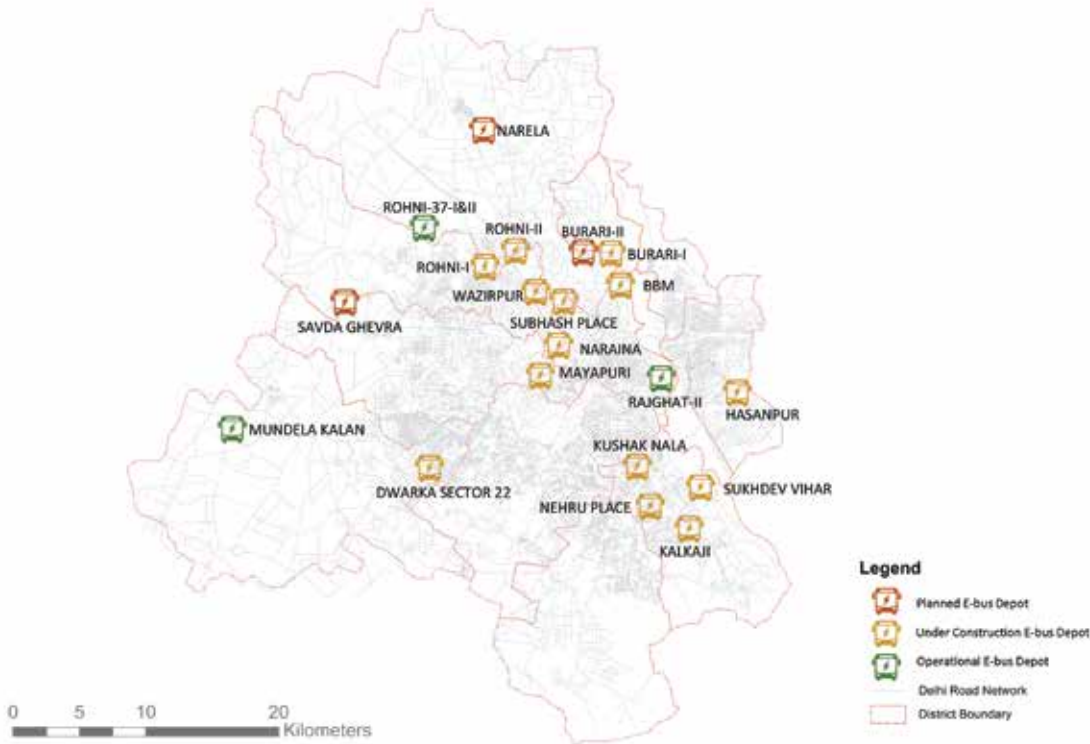 NARELA
ROHNI-37-I&II
ROHNI-II
BURARI-II
BURARI-I
ROHNI-I
BBM
WAZIRPUR
SAVDA GHEVRA
SUBHASH PLACE
NARAINA
MAYAPURI
RAJGHAT-II
HASANPUR
MUNDELA KALAN
KUSHAK NALA
DWARKA SECTOR 22
SUKHDEV VIHAR
NEHRU PLACE
KALKAJI
Legend
Planned E-bus Depot
Under Construction E-bus Depot
Operational E-bus Depot
Delhi Road Network
District Boundary
0 5 10 20
Kilometers